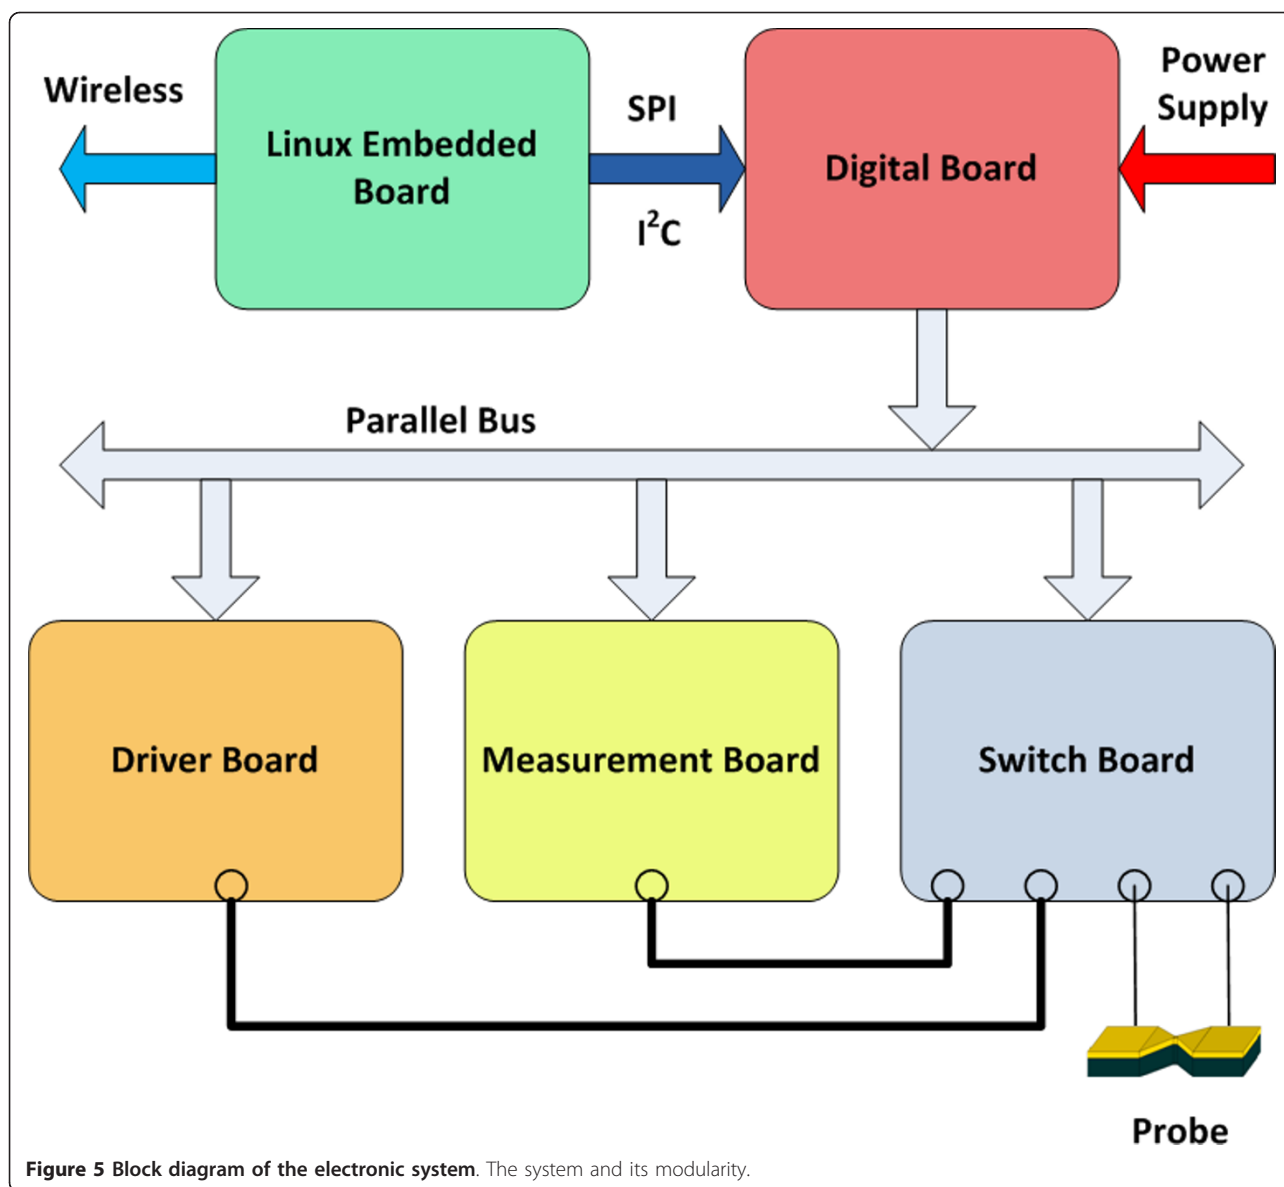 Wireless
Linux Embedded
Board
SPI
I²C
Digital Board
Power
Supply
Parallel Bus
Driver Board
Measurement Board
Switch Board
Probe
Figure 5 Block diagram of the electronic system. The system and its modularity.